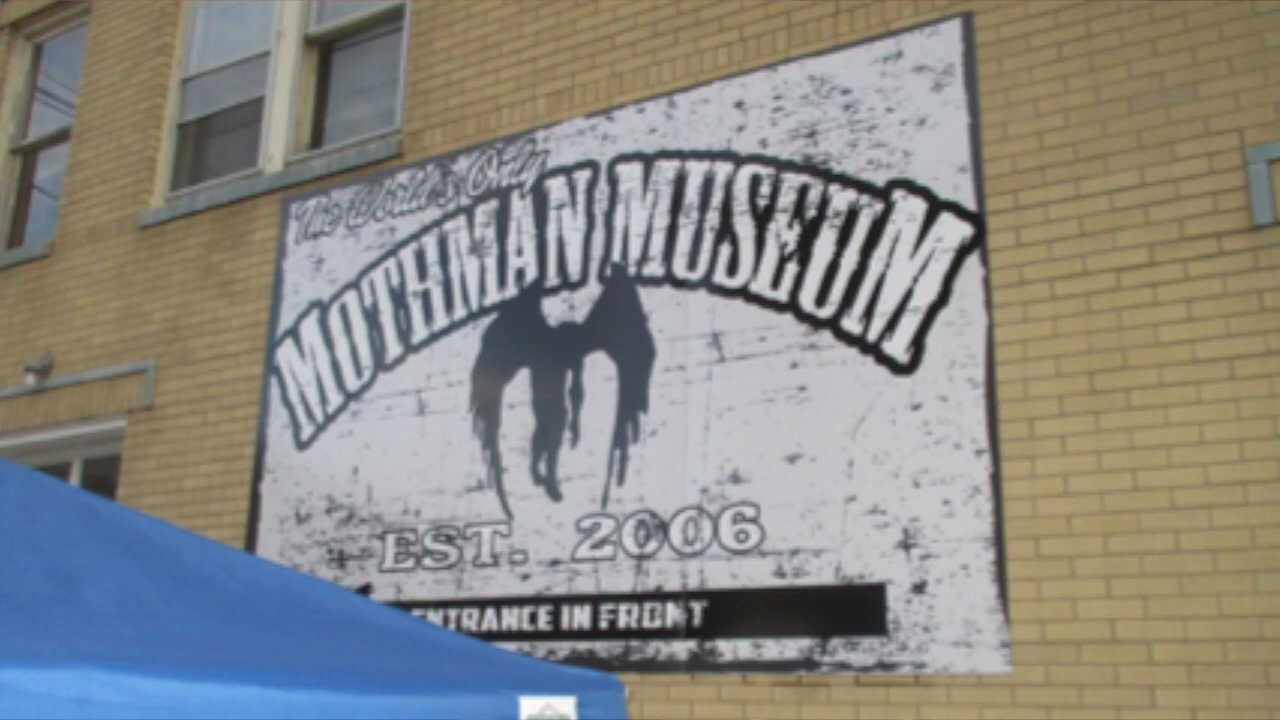 The World's Only
MOTHMAN MUSEUM
EST. 2006
ENTRANCE IN FRONT